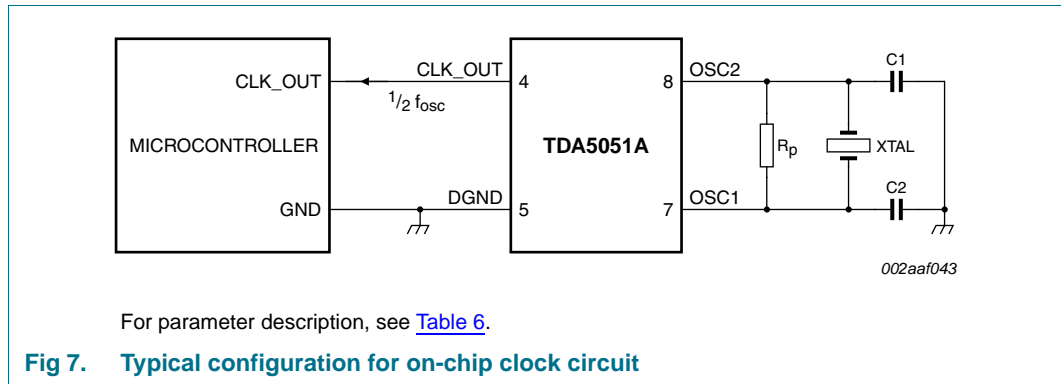 CLK_OUT CLK_OUT 4 8 OSC2 C1
1/2 fosc
MICROCONTROLLER TDA5051A Rp XTAL
C2
GND DGND 5 7 OSC1
002aaf043
For parameter description, see Table 6.
Fig 7. Typical configuration for on-chip clock circuit